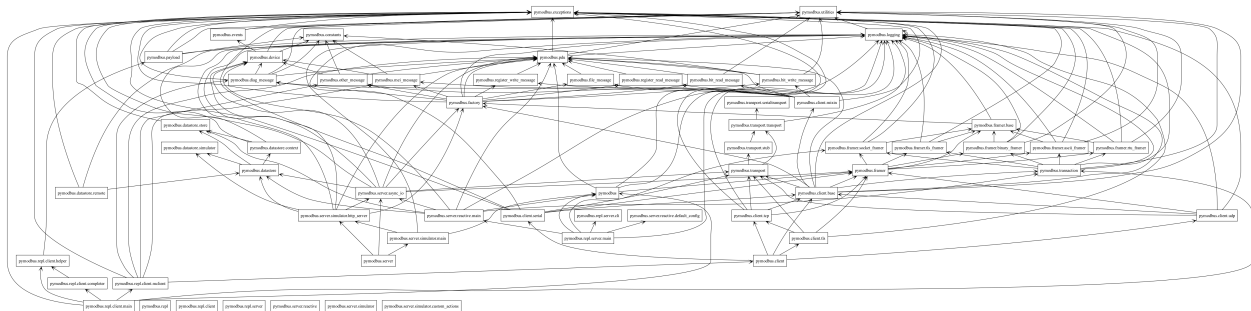 pymodbus.exceptions
pymodbus.utilities
pymodbus.events
pymodbus.constants
pymodbus.logging
pymodbus.payload
pymodbus.device
pymodbus.pdu
pymodbus.diag_message
pymodbus.other_message
pymodbus.mei_message
pymodbus.register_write_message
pymodbus.file_message
pymodbus.register_read_message
pymodbus.bit_read_message
pymodbus.bit_write_message
pymodbus.factory
pymodbus.client.mixin
pymodbus.transport.serialtransport
pymodbus.datastore.store
pymodbus.transport.transport
pymodbus.framer.base
pymodbus.datastore.simulator
pymodbus.datastore.context
pymodbus.transport.stub
pymodbus.framer.socket_framer
pymodbus.framer.tls_framer
pymodbus.framer.binary_framer
pymodbus.framer.ascii_framer
pymodbus.framer.rtu_framer
pymodbus.datastore
pymodbus.transport
pymodbus.framer
pymodbus.transaction
pymodbus.datastore.remote
pymodbus.server.async_io
pymodbus
pymodbus.client.base
pymodbus.server.simulator.http_server
pymodbus.server.reactive.main
pymodbus.client.serial
pymodbus.repl.server.cli
pymodbus.server.reactive.default_config
pymodbus.client.tcp
pymodbus.client.udp
pymodbus.server.simulator.main
pymodbus.repl.server.main
pymodbus.client.tls
pymodbus.repl.client.helper
pymodbus.server
pymodbus.client
pymodbus.repl.client.completer
pymodbus.repl.client.mclient
pymodbus.repl.client.main
pymodbus.repl
pymodbus.repl.client
pymodbus.repl.server
pymodbus.server.reactive
pymodbus.server.simulator
pymodbus.server.simulator.custom_actions